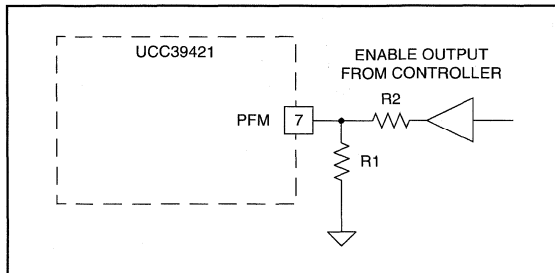 UCC39421
ENABLE OUTPUT
FROM CONTROLLER
R2
PFM 7
R1